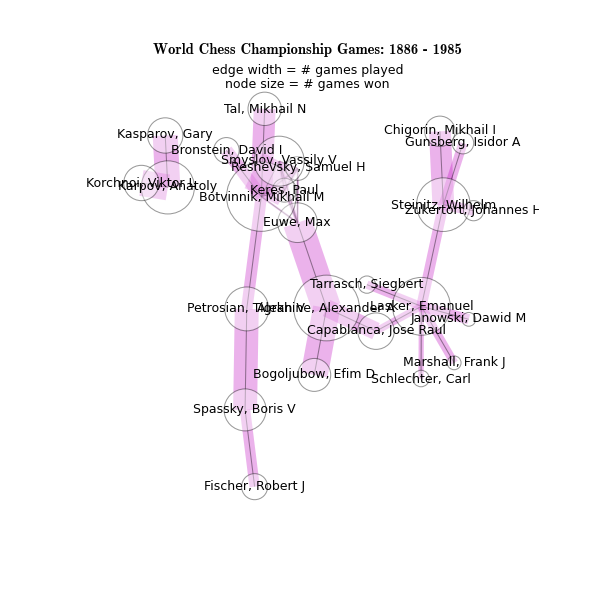 World Chess Championship Games: 1886 - 1985
edge width = # games played
node size = # games won
Tal, Mikhail N
Kasparov, Gary
Chigorin, Mikhail I
Gunsberg, Isidor A
Bronstein, David I
Smyslov, Vassily V
Reshevsky, Samuel H
Korchnoi, Viktor L
Karpov, Anatoly
Keres, Paul
Botvinnik, Mikhail M
Steinitz, Wilhelm
Zukertort, Johannes H
Euwe, Max
Tarrasch, Siegbert
Petrosian, Tigran V
Alekhine, Alexander A
Lasker, Emanuel
Janowski, Dawid M
Capablanca, Jose Raul
Marshall, Frank J
Bogoljubow, Efim D
Schlechter, Carl
Spassky, Boris V
Fischer, Robert J